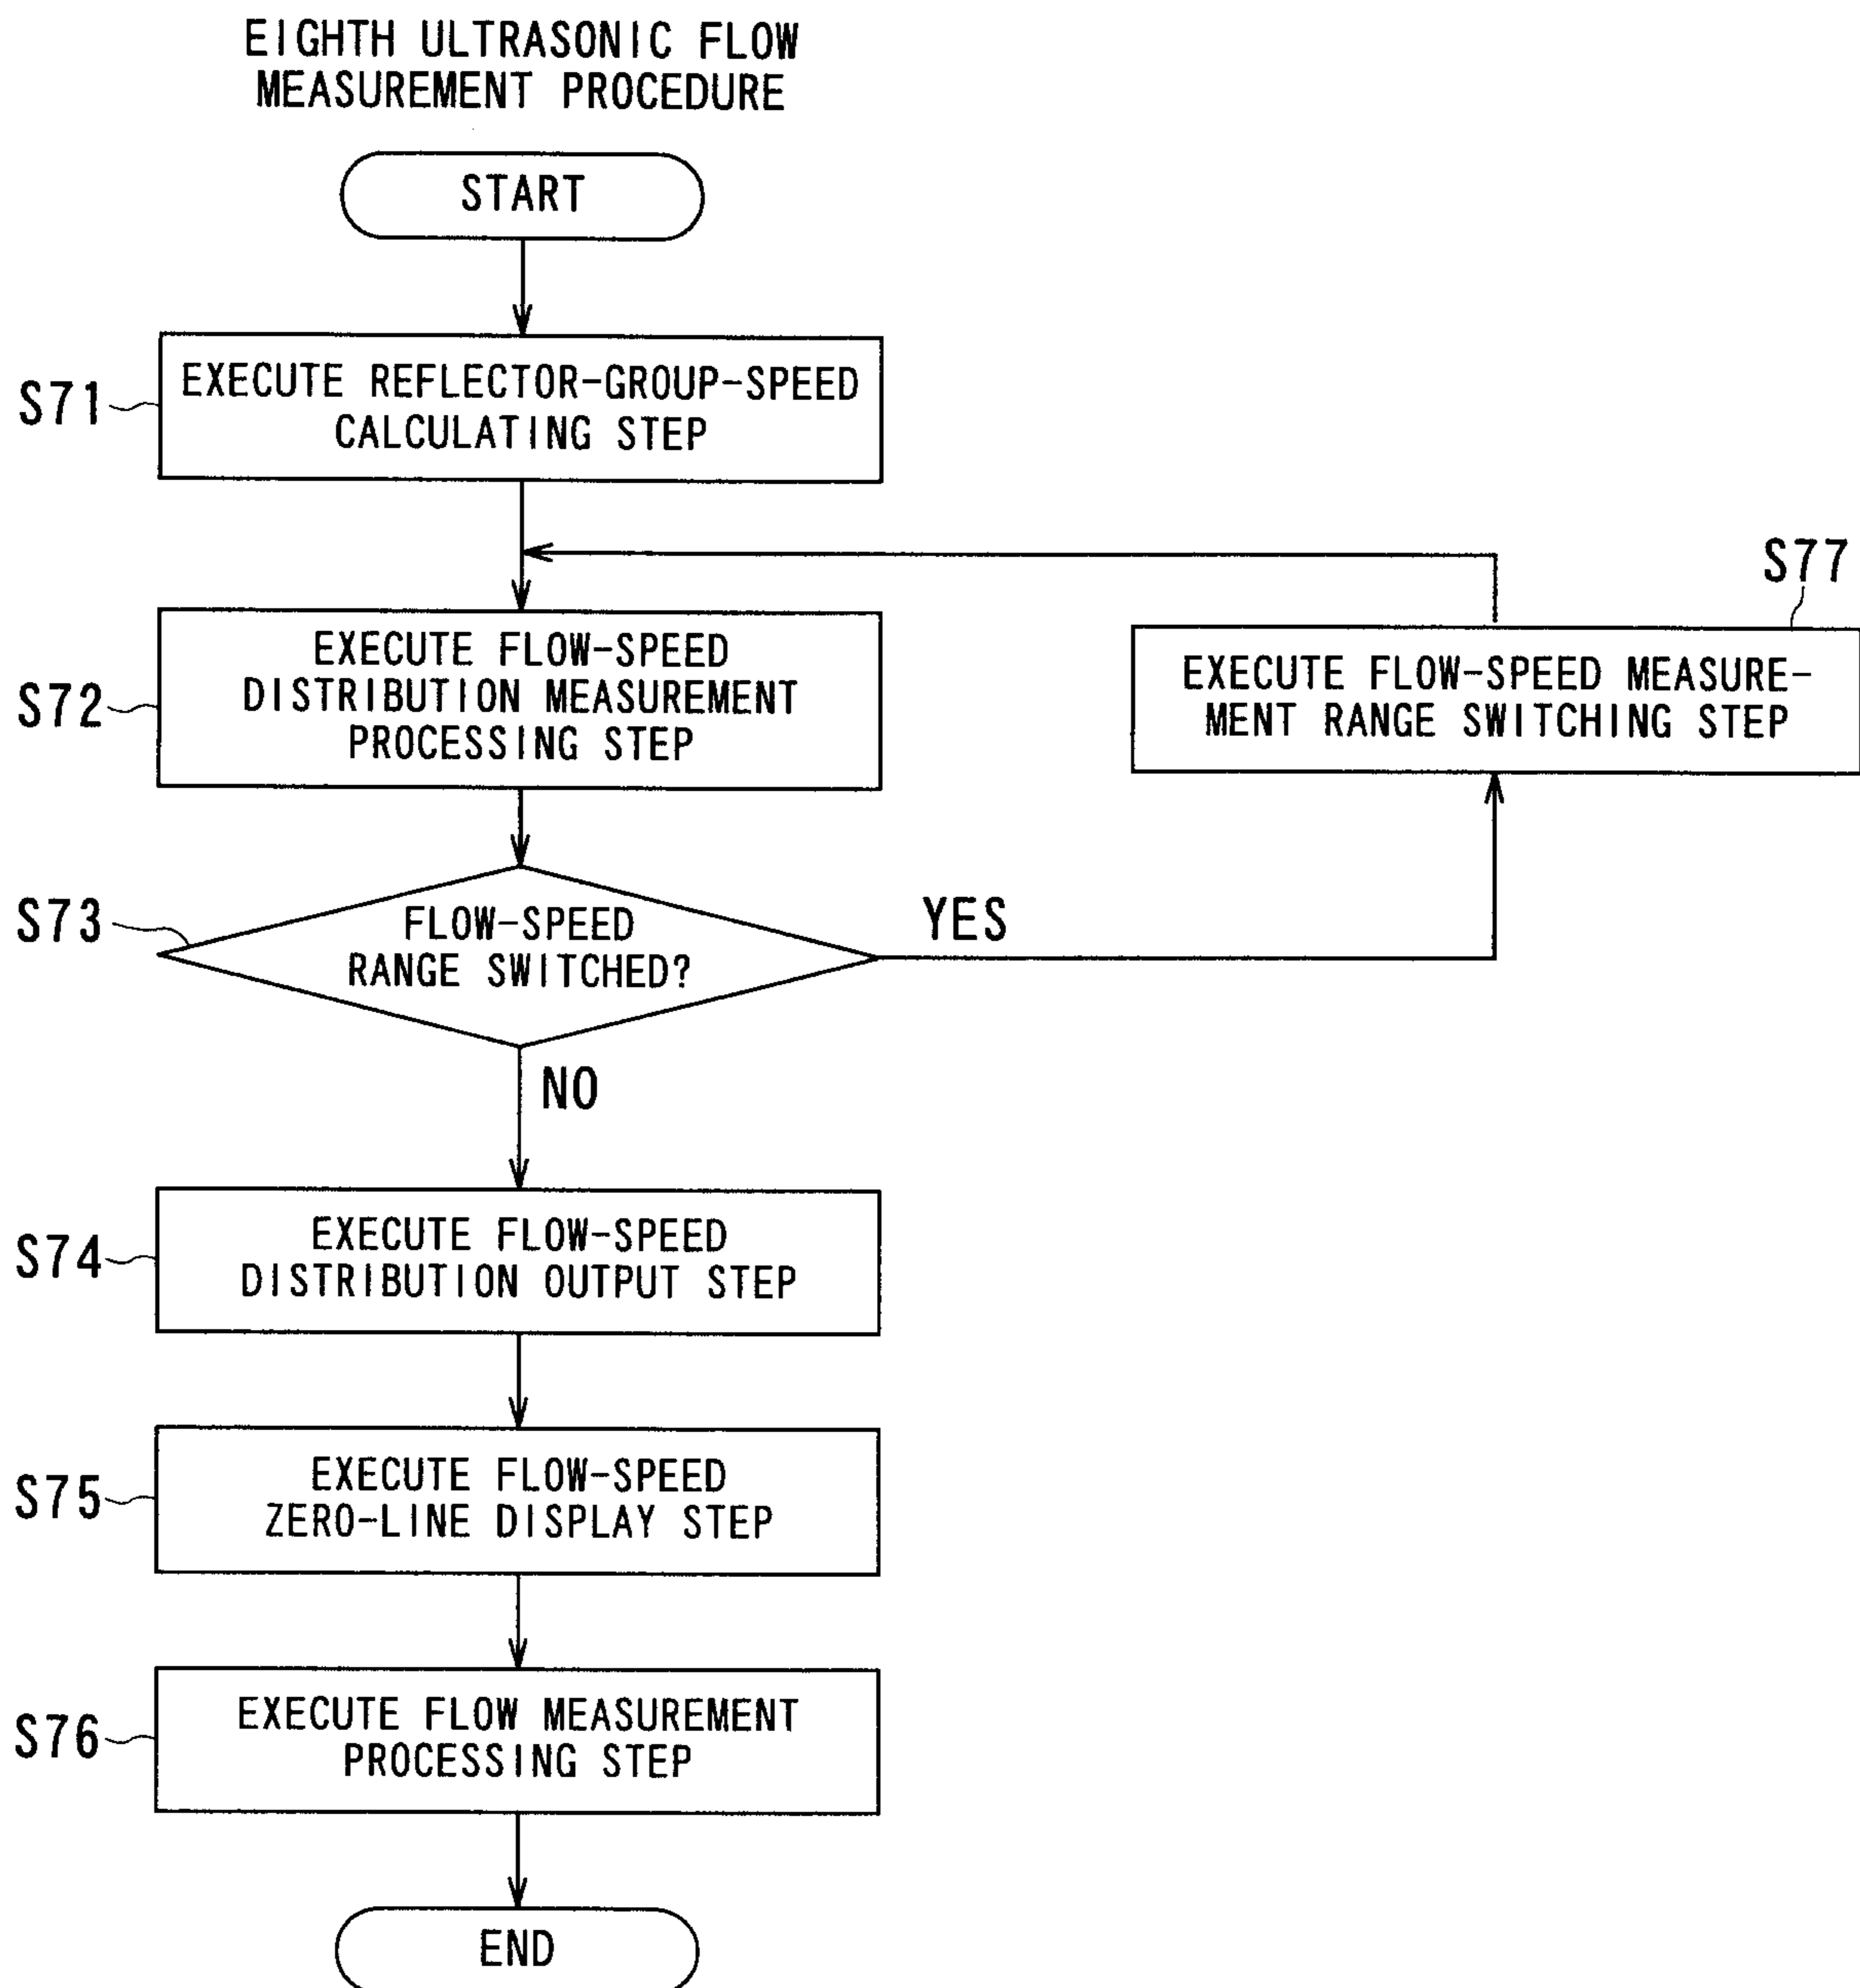 EIGHTH ULTRASONIC FLOW
MEASUREMENT PROCEDURE
START
S71
EXECUTE REFLECTOR-GROUP-SPEED
CALCULATING STEP
S77
EXECUTE FLOW-SPEED MEASURE-
MENT RANGE SWITCHING STEP
S72
EXECUTE FLOW-SPEED
DISTRIBUTION MEASUREMENT
PROCESSING STEP
S73
FLOW-SPEED
RANGE SWITCHED?
YES
NO
S74
EXECUTE FLOW-SPEED
DISTRIBUTION OUTPUT STEP
S75
EXECUTE FLOW-SPEED
ZERO-LINE DISPLAY STEP
S76
EXECUTE FLOW MEASUREMENT
PROCESSING STEP
END